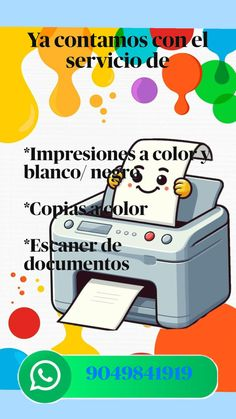 Ya contamos con el
servicio de
*Impresiones a color y
blanco/ negro
*Copias a color
*Escaner de
documentos
9049841919